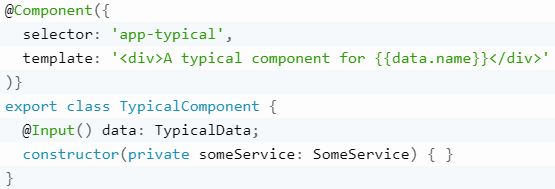 @Component({
  selector: 'app-typical',
  template: '<div>A typical component for {{data.name}}</div>'
)}
export class TypicalComponent {
  @Input() data: TypicalData;
  constructor(private someService: SomeService) { }
}